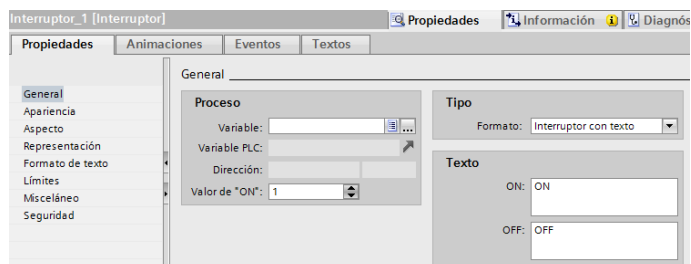 Interruptor_1 [Interruptor]
Propiedades
Información
Diagnós
Propiedades
Animaciones
Eventos
Textos
General
Apariencia
Aspecto
Representación
Formato de texto
Límites
Misceláneo
Seguridad
General
Proceso
Variable:
...
Variable PLC:
Dirección:
Valor de "ON": 1
Tipo
Formato: Interruptor con texto
Texto
ON: ON
OFF: OFF